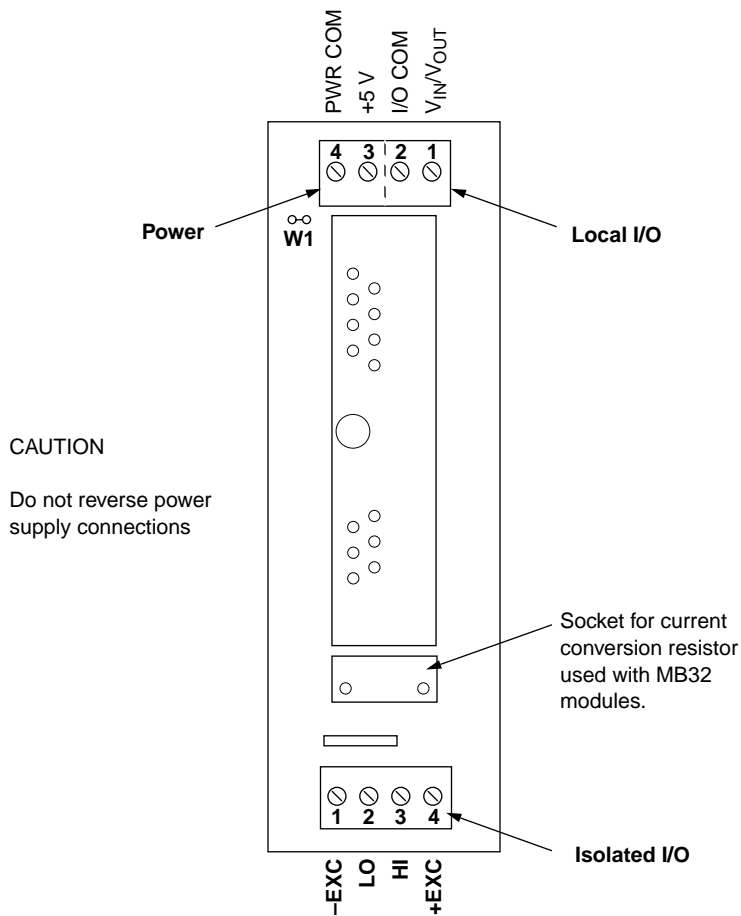 PWR COM
+5 V
I/O COM
VIN/VOUT
4 3 2 1
Power
W1
Local I/O
CAUTION
Do not reverse power
supply connections
Socket for current
conversion resistor
used with MB32
modules.
1 2 3 4
Isolated I/O
–EXC
LO
HI
+EXC